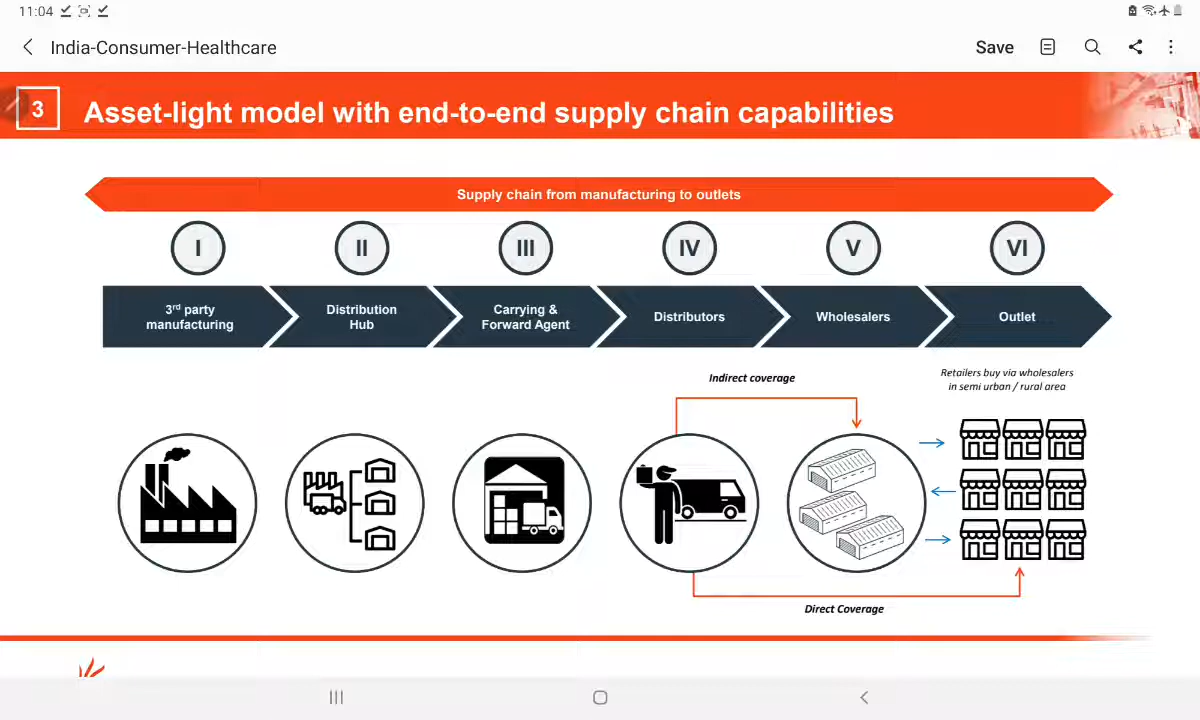 11:04
India-Consumer-Healthcare
Save
3
Asset-light model with end-to-end supply chain capabilities
Supply chain from manufacturing to outlets
I
II
III
IV
V
VI
3rd party
manufacturing
Distribution
Hub
Carrying &
Forward Agent
Distributors
Wholesalers
Outlet
Indirect coverage
Retailers buy via wholesalers
in semi urban / rural area
Direct Coverage